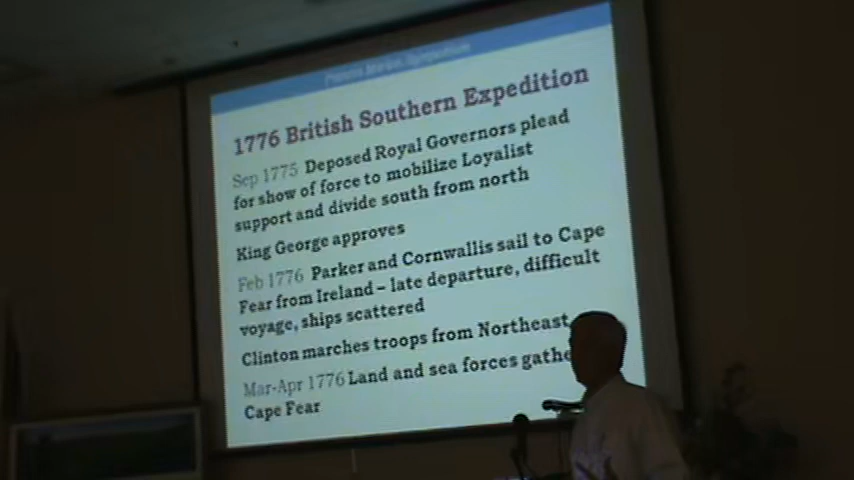 1776 British Southern Expedition
Sep 1775 Deposed Royal Governors plead
for show of force to mobilize Loyalist
support and divide south from north
King George approves
Feb 1776 Parker and Cornwallis sail to Cape
Fear from Ireland – late departure, difficult
voyage, ships scattered
Clinton marches troops from Northeast
Mar-Apr 1776 Land and sea forces gathe
Cape Fear